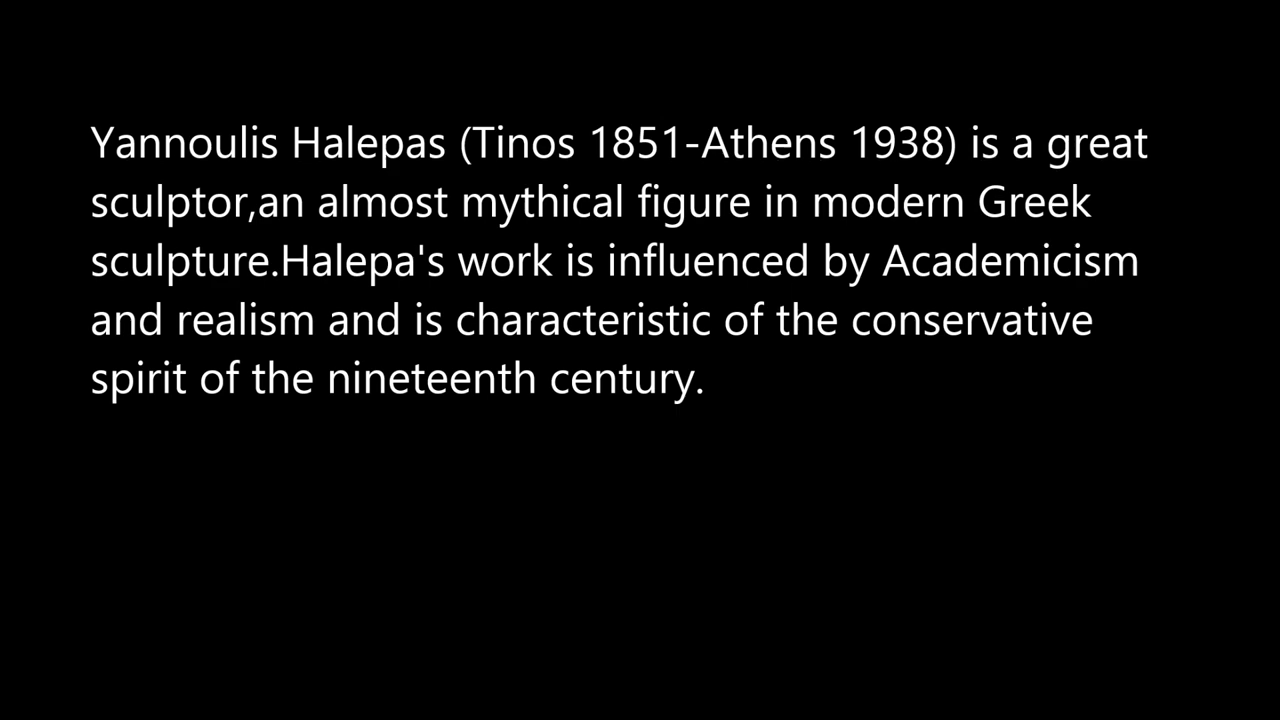 Yannoulis Halepas (Tinos 1851-Athens 1938) is a great
sculptor,an almost mythical figure in modern Greek
sculpture.Halepa's work is influenced by Academicism
and realism and is characteristic of the conservative
spirit of the nineteenth century.